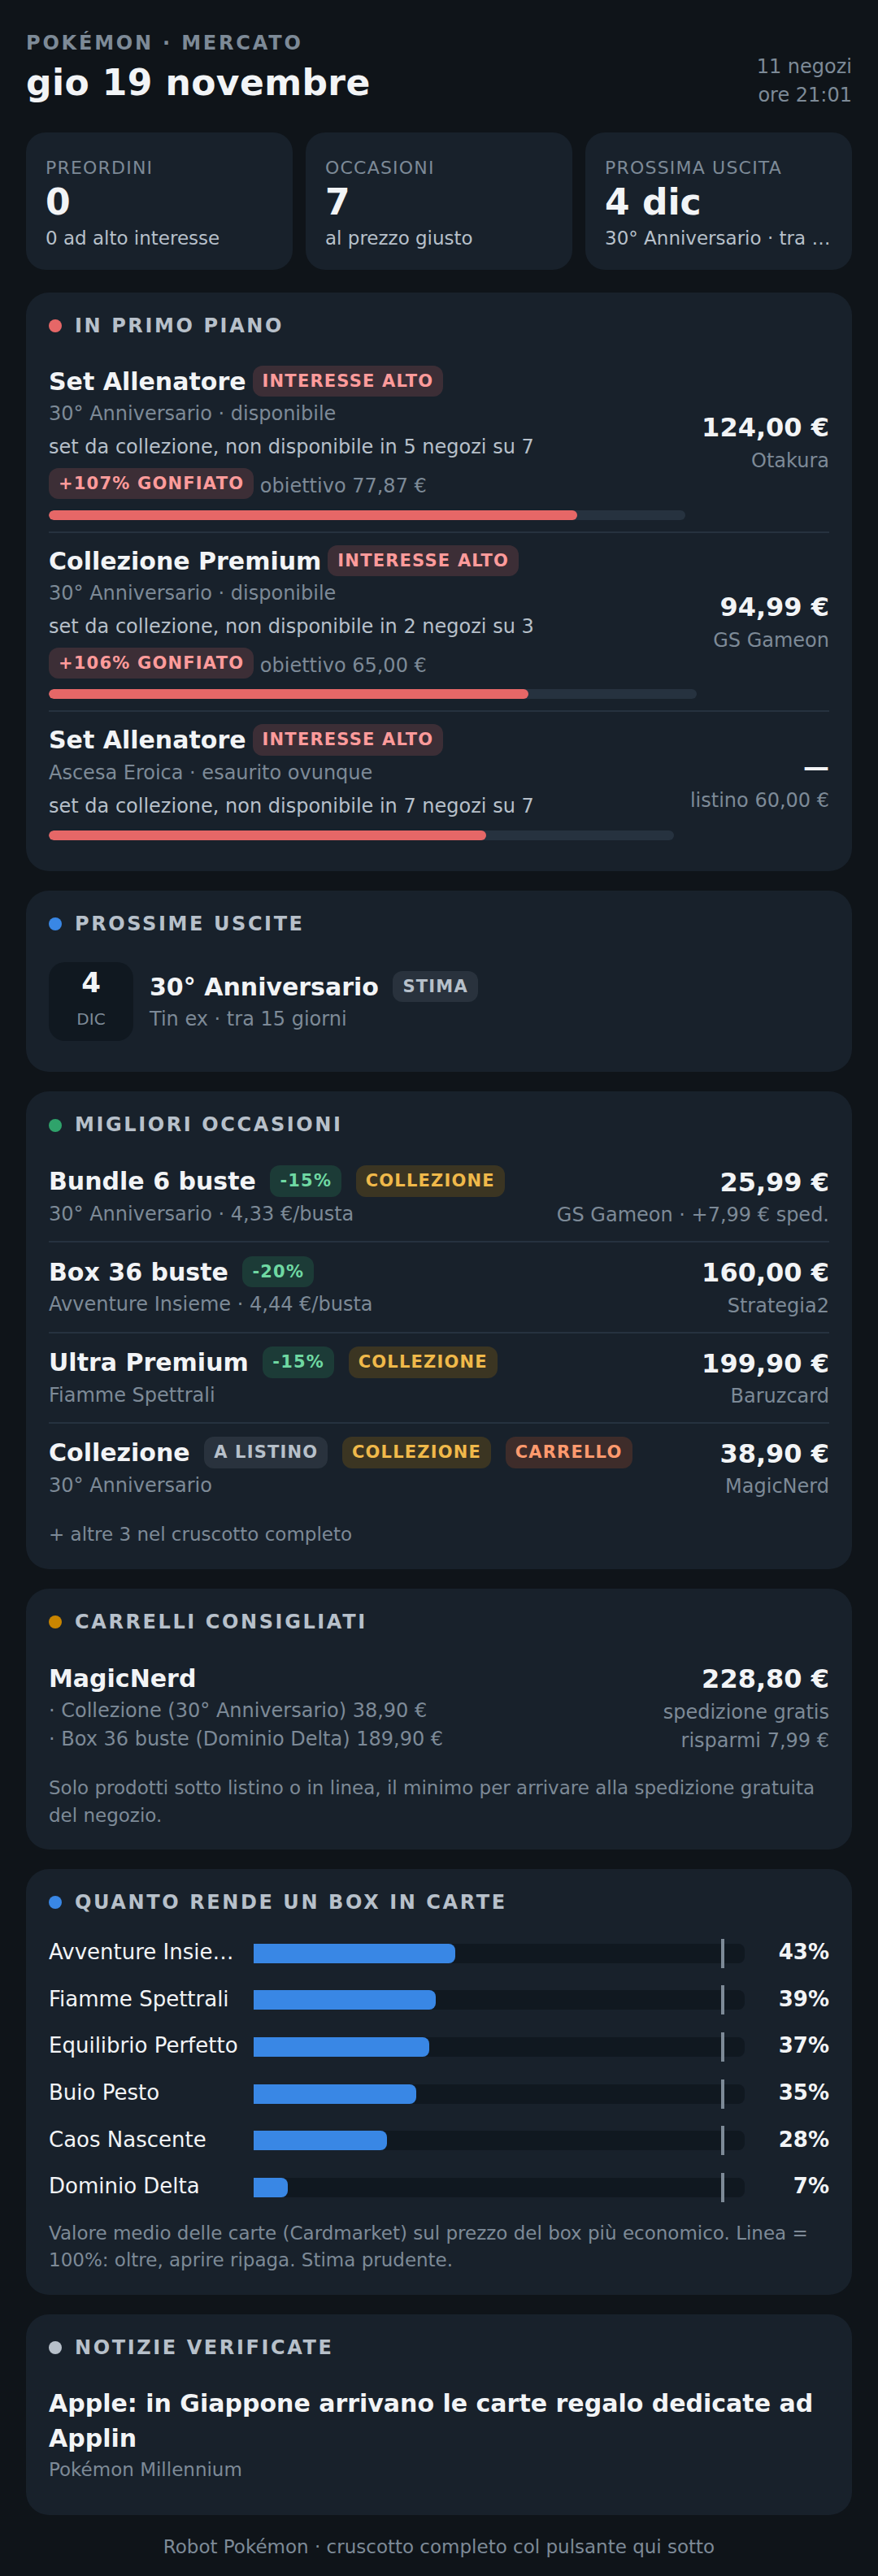 POKÉMON · MERCATO
gio 19 novembre
11 negozi
ore 21:01
PREORDINI
0
0 ad alto interesse
OCCASIONI
7
al prezzo giusto
PROSSIMA USCITA
4 dic
30° Anniversario · tra …
IN PRIMO PIANO
Set Allenatore INTERESSE ALTO
30° Anniversario · disponibile
set da collezione, non disponibile in 5 negozi su 7
+107% GONFIATO obiettivo 77,87 €
124,00 €
Otakura
Collezione Premium INTERESSE ALTO
30° Anniversario · disponibile
set da collezione, non disponibile in 2 negozi su 3
+106% GONFIATO obiettivo 65,00 €
94,99 €
GS Gameon
Set Allenatore INTERESSE ALTO
Ascesa Eroica · esaurito ovunque
set da collezione, non disponibile in 7 negozi su 7
—
listino 60,00 €
PROSSIME USCITE
4
DIC
30° Anniversario STIMA
Tin ex · tra 15 giorni
MIGLIORI OCCASIONI
Bundle 6 buste -15% COLLEZIONE
30° Anniversario · 4,33 €/busta
25,99 €
GS Gameon · +7,99 € sped.
Box 36 buste -20%
Avventure Insieme · 4,44 €/busta
160,00 €
Strategia2
Ultra Premium -15% COLLEZIONE
Fiamme Spettrali
199,90 €
Baruzcard
Collezione A LISTINO COLLEZIONE CARRELLO
30° Anniversario
38,90 €
MagicNerd
+ altre 3 nel cruscotto completo
CARRELLI CONSIGLIATI
MagicNerd
· Collezione (30° Anniversario) 38,90 €
· Box 36 buste (Dominio Delta) 189,90 €
228,80 €
spedizione gratis
risparmi 7,99 €
Solo prodotti sotto listino o in linea, il minimo per arrivare alla spedizione gratuita
del negozio.
QUANTO RENDE UN BOX IN CARTE
Avventure Insie… 43%
Fiamme Spettrali 39%
Equilibrio Perfetto 37%
Buio Pesto 35%
Caos Nascente 28%
Dominio Delta 7%
Valore medio delle carte (Cardmarket) sul prezzo del box più economico. Linea =
100%: oltre, aprire ripaga. Stima prudente.
NOTIZIE VERIFICATE
Apple: in Giappone arrivano le carte regalo dedicate ad
Applin
Pokémon Millennium
Robot Pokémon · cruscotto completo col pulsante qui sotto